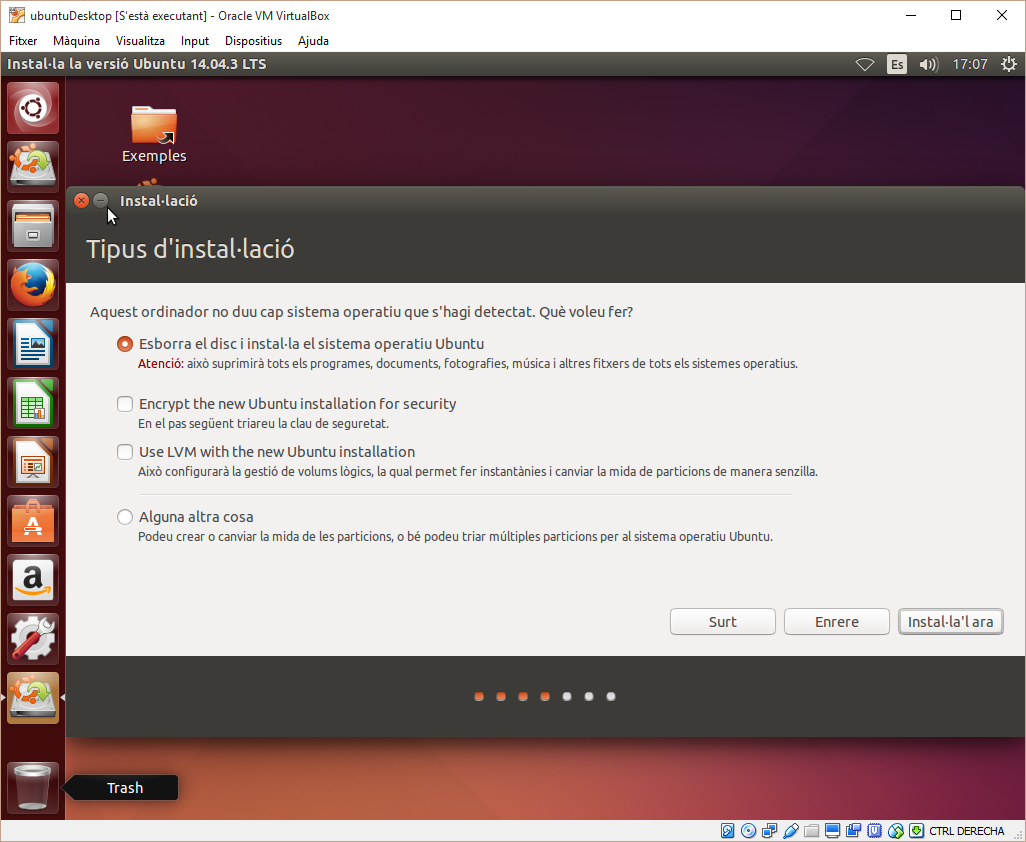 ubuntuDesktop [S'està executant] - Oracle VM VirtualBox
Fitxer Màquina Visualitza Input Dispositius Ajuda
Instal·la la versió Ubuntu 14.04.3 LTS Es 17:07
Exemples
Instal·lació
Tipus d'instal·lació
Aquest ordinador no duu cap sistema operatiu que s'hagi detectat. Què voleu fer?
Esborra el disc i instal·la el sistema operatiu Ubuntu
Atenció: això suprimirà tots els programes, documents, fotografies, música i altres fitxers de tots els sistemes operatius.
Encrypt the new Ubuntu installation for security
En el pas següent triareu la clau de seguretat.
Use LVM with the new Ubuntu installation
Això configurarà la gestió de volums lògics, la qual permet fer instantànies i canviar la mida de particions de manera senzilla.
Alguna altra cosa
Podeu crear o canviar la mida de les particions, o bé podeu triar múltiples particions per al sistema operatiu Ubuntu.
Surt Enrere Instal·la'l ara
Trash
CTRL DERECHA